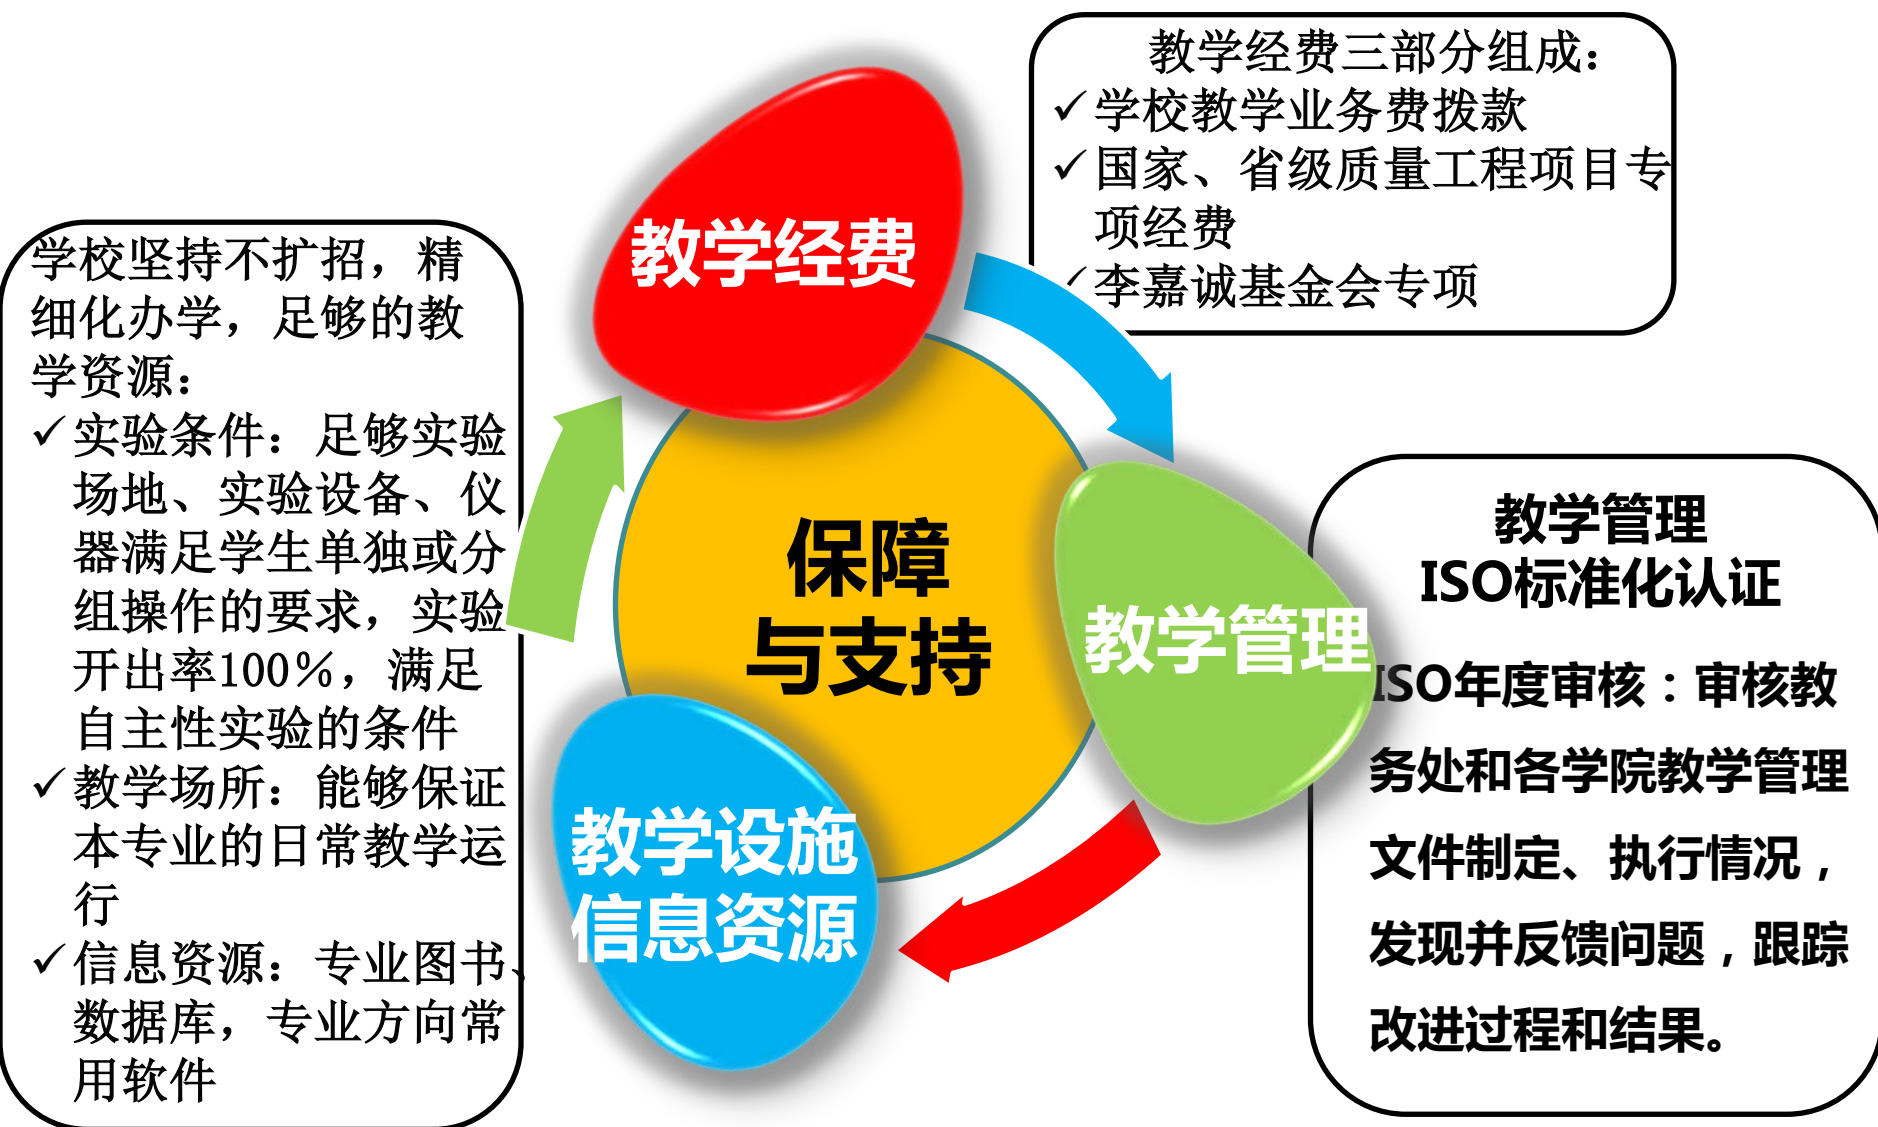 教学经费三部分组成：
✓学校教学业务费拨款
✓国家、省级质量工程项目专
项经费
✓李嘉诚基金会专项
教学经费
学校坚持不扩招，精
细化办学，足够的教
学资源：
✓实验条件：足够实验
场地、实验设备、仪
器满足学生单独或分
组操作的要求，实验
开出率100%，满足
自主性实验的条件
✓教学场所：能够保证
本专业的日常教学运
行
✓信息资源：专业图书、
数据库，专业方向常
用软件
保障
与支持
教学管理
教学设施
信息资源
教学管理
ISO标准化认证
ISO年度审核：审核教
务处和各学院教学管理
文件制定、执行情况，
发现并反馈问题，跟踪
改进过程和结果。